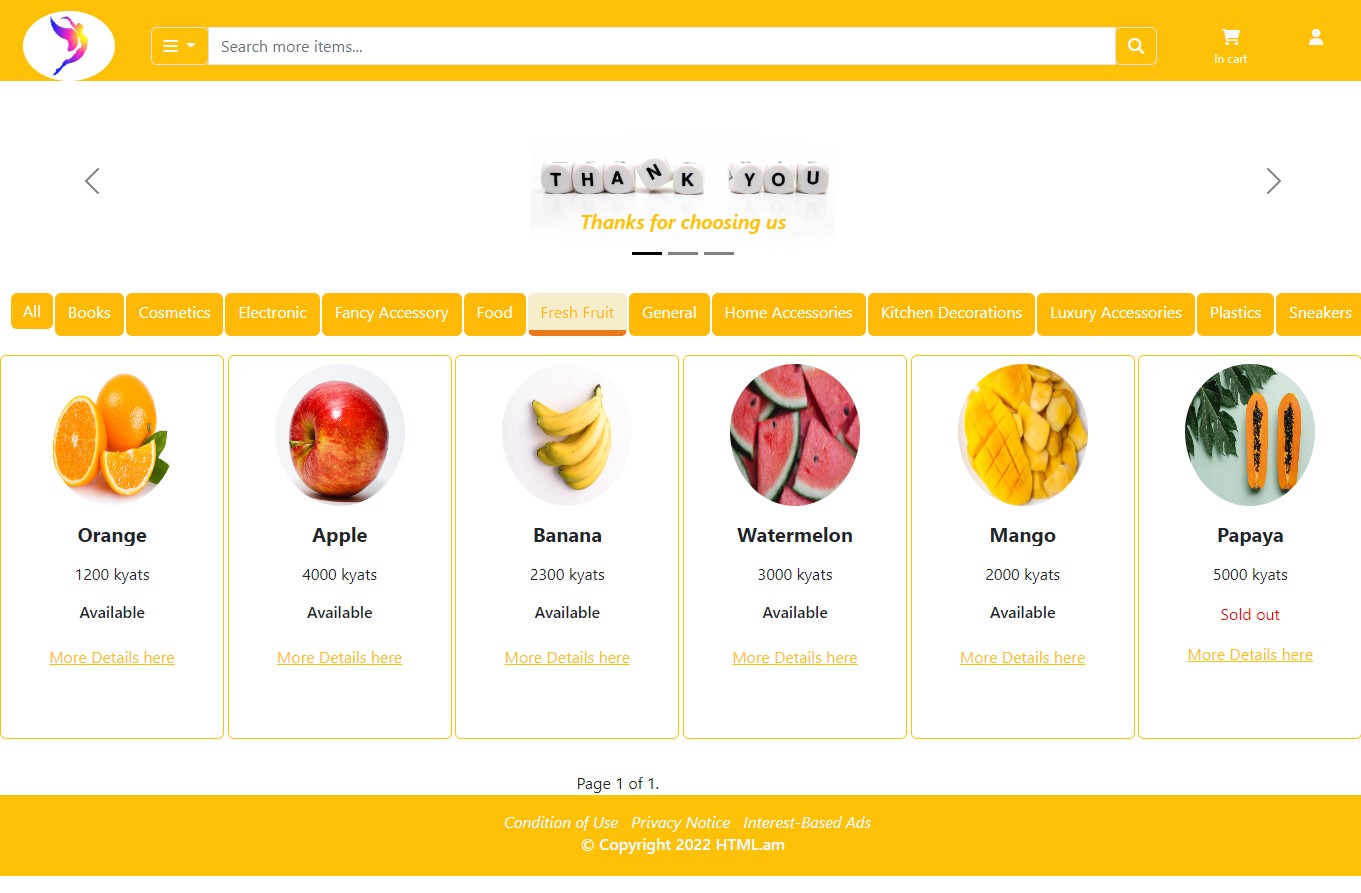 Search more items...
In cart
THANK YOU
Thanks for choosing us
All Books Cosmetics Electronic Fancy Accessory Food Fresh Fruit General Home Accessories Kitchen Decorations Luxury Accessories Plastics Sneakers
Orange Apple Banana Watermelon Mango Papaya
1200 kyats 4000 kyats 2300 kyats 3000 kyats 2000 kyats 5000 kyats
Available Available Available Available Available Sold out
More Details here More Details here More Details here More Details here More Details here More Details here
Page 1 of 1.
Condition of Use Privacy Notice Interest-Based Ads
© Copyright 2022 HTML.am